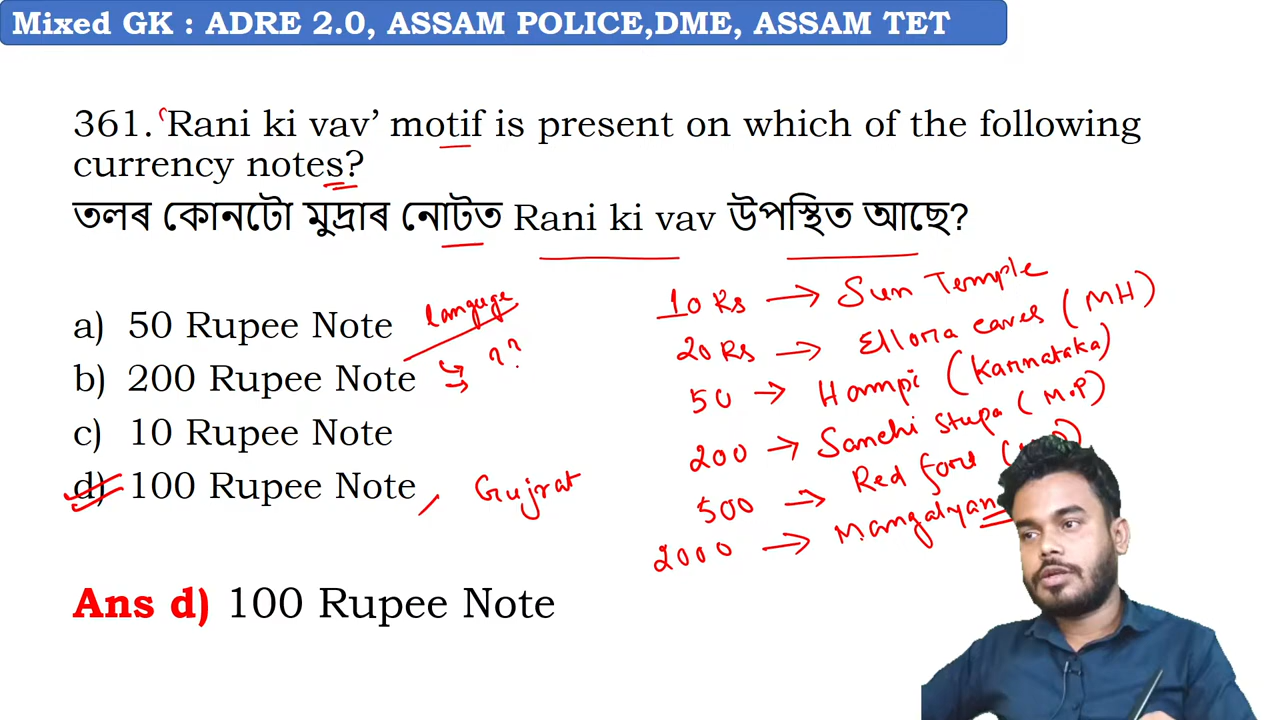 Mixed GK : ADRE 2.0, ASSAM POLICE,DME, ASSAM TET
361.‘Rani ki vav’ motif is present on which of the following
currency notes?
তলৰ কোনটো মুদ্ৰাৰ নোটত Rani ki vav উপস্থিত আছে?
a) 50 Rupee Note
b) 200 Rupee Note
c) 10 Rupee Note
d) 100 Rupee Note
Ans d) 100 Rupee Note
languge
→ ??
Gujrat
10 Rs → Sun Temple
20 Rs → Ellora caves (MH)
50 → Hampi (Karnataka)
200 → Sanchi Stupa (M.P)
500 → Red fort
2000 → Mangalyan